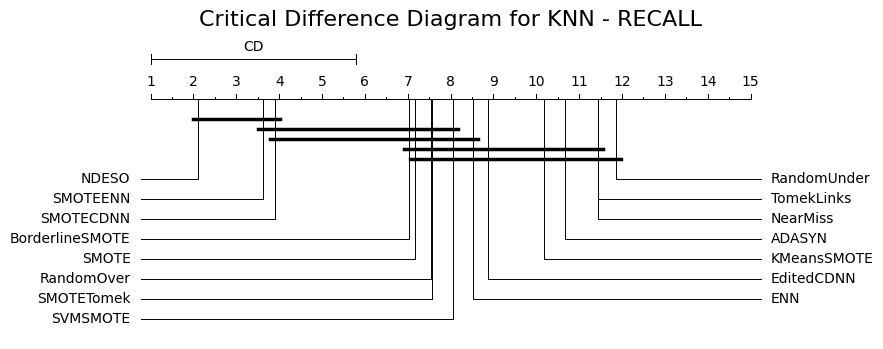 Critical Difference Diagram for KNN - RECALL
CD
1 2 3 4 5 6 7 8 9 10 11 12 13 14 15
NDESO
SMOTEENN
SMOTECDNN
BorderlineSMOTE
SMOTE
RandomOver
SMOTETomek
SVMSMOTE
RandomUnder
TomekLinks
NearMiss
ADASYN
KMeansSMOTE
EditedCDNN
ENN